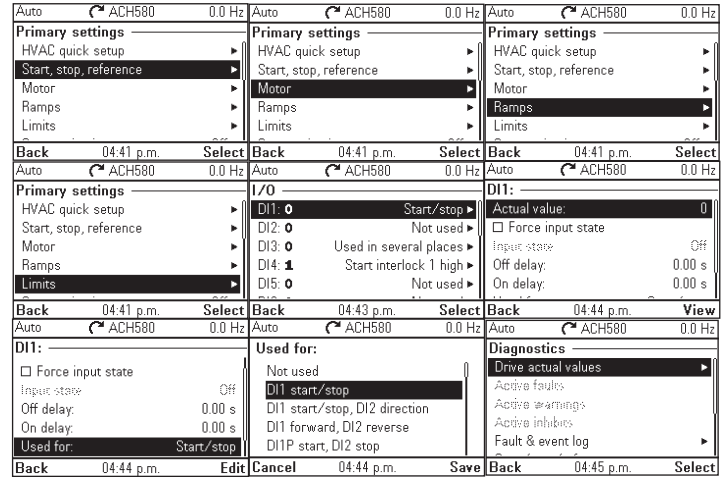 Auto ACH580 0.0 Hz
Primary settings
HVAC quick setup
Start, stop, reference
Motor
Ramps
Limits
Back 04:41 p.m. Select
Auto ACH580 0.0 Hz
Primary settings
HVAC quick setup
Start, stop, reference
Motor
Ramps
Limits
Back 04:41 p.m. Select
Auto ACH580 0.0 Hz
Primary settings
HVAC quick setup
Start, stop, reference
Motor
Ramps
Limits
Back 04:41 p.m. Select
Auto ACH580 0.0 Hz
Primary settings
HVAC quick setup
Start, stop, reference
Motor
Ramps
Limits
Back 04:41 p.m. Select
Auto ACH580 0.0 Hz
I/O
DI1: 0 Start/stop
DI2: 0 Not used
DI3: 0 Used in several places
DI4: 1 Start interlock 1 high
DI5: 0 Not used
Back 04:43 p.m. Select
Auto ACH580 0.0 Hz
DI1:
Actual value: 0
Force input state
Input state Off
Off delay: 0.00 s
On delay: 0.00 s
Back 04:44 p.m. View
Auto ACH580 0.0 Hz
DI1:
Force input state
Input state Off
Off delay: 0.00 s
On delay: 0.00 s
Used for: Start/stop
Back 04:44 p.m. Edit
Auto ACH580 0.0 Hz
Used for:
Not used
DI1 start/stop
DI1 start/stop, DI2 direction
DI1 forward, DI2 reverse
DI1P start, DI2 stop
Cancel 04:44 p.m. Save
Auto ACH580 0.0 Hz
Diagnostics
Drive actual values
Active faults
Active warnings
Active inhibits
Fault & event log
Back 04:45 p.m. Select